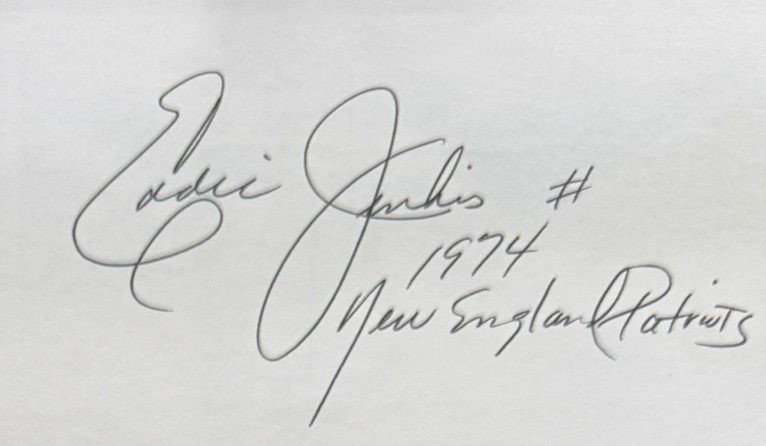 Eddie Jenkins #
1974
New England Patriots